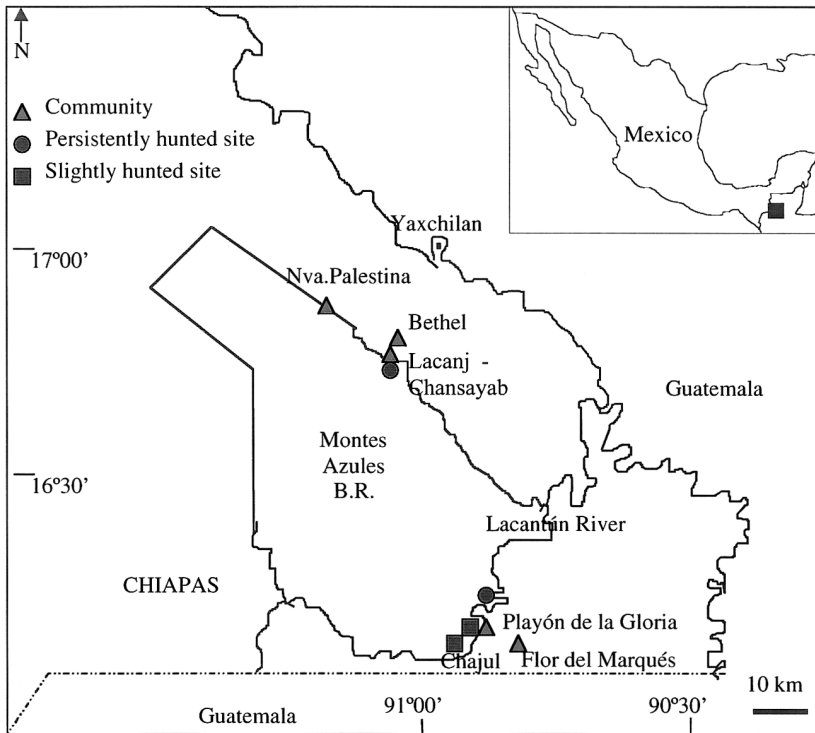 N
Community
Persistently hunted site
Slightly hunted site
Mexico
Yaxchilan
17º00’
Nva.Palestina
Bethel
Lacanj -
Chansayab
Guatemala
Montes
Azules
B.R.
16º30’
Lacantún River
CHIAPAS
Playón de la Gloria
Chajul
Flor del Marqués
10 km
91º00’
90º30’
Guatemala